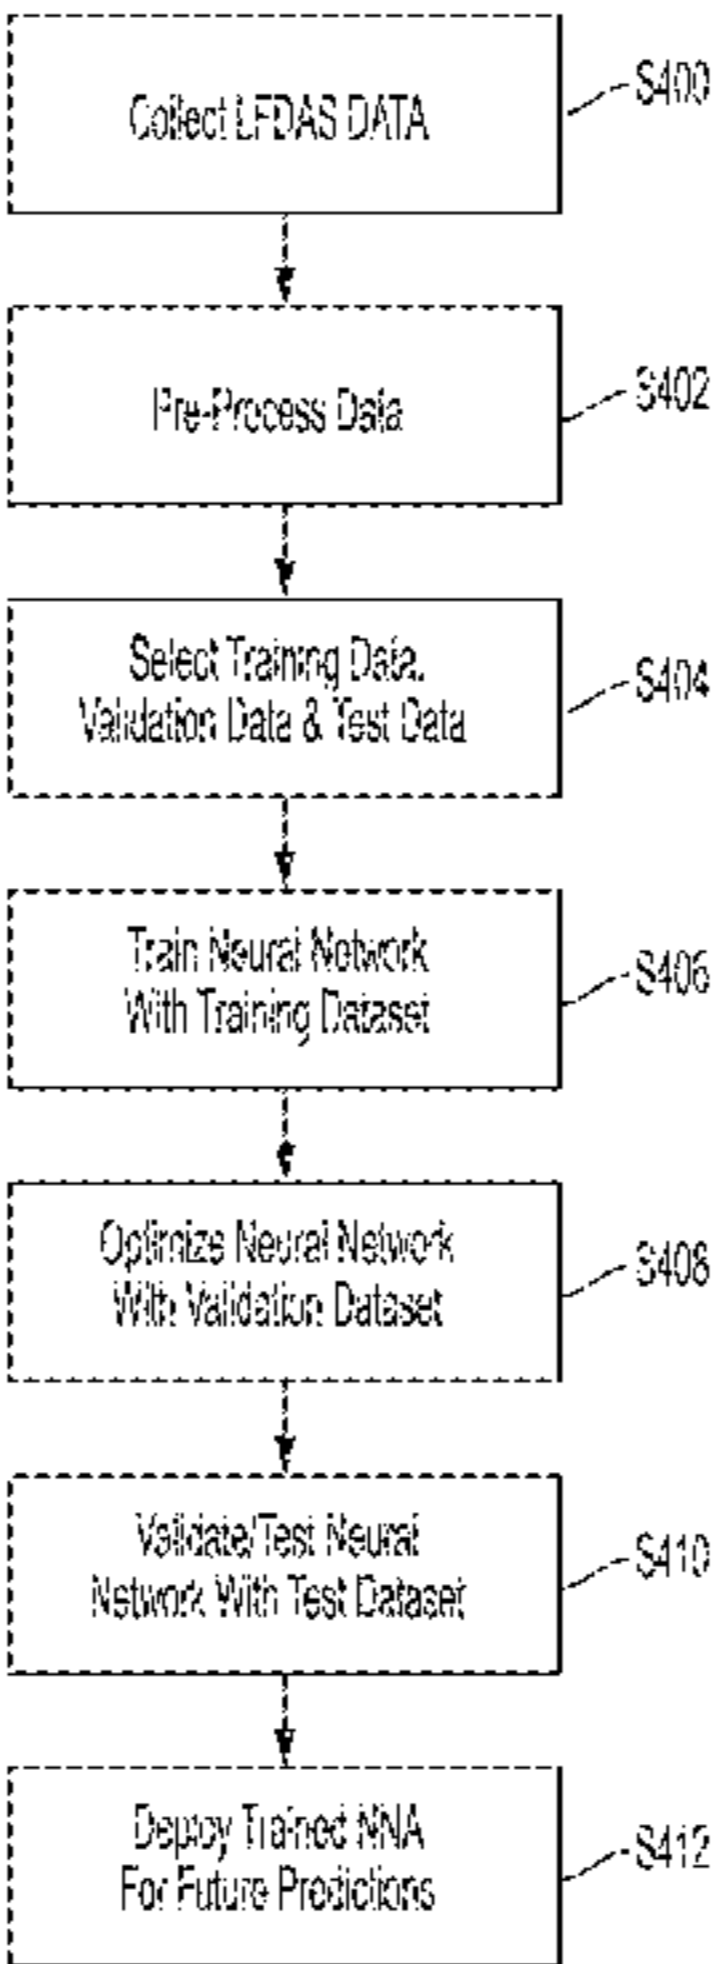 Collect LFDAS DATA
S400
Pre-Process Data
S402
Select Training Data,
Validation Data & Test Data
S404
Train Neural Network
With Training Dataset
S406
Optimize Neural Network
With Validation Dataset
S408
Validate/Test Neural
Network With Test Dataset
S410
Deploy Trained NNA
For Future Predictions
S412